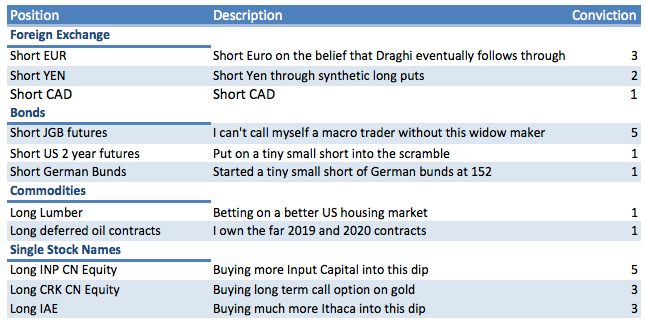 Position Description Conviction
Foreign Exchange
Short EUR Short Euro on the belief that Draghi eventually follows through 3
Short YEN Short Yen through synthetic long puts 2
Short CAD Short CAD 1
Bonds
Short JGB futures I can't call myself a macro trader without this widow maker 5
Short US 2 year futures Put on a tiny small short into the scramble 1
Short German Bunds Started a tiny small short of German bunds at 152 1
Commodities
Long Lumber Betting on a better US housing market 1
Long deferred oil contracts I own the far 2019 and 2020 contracts 1
Single Stock Names
Long INP CN Equity Buying more Input Capital into this dip 5
Long CRK CN Equity Buying long term call option on gold 3
Long IAE Buying much more Ithaca into this dip 3